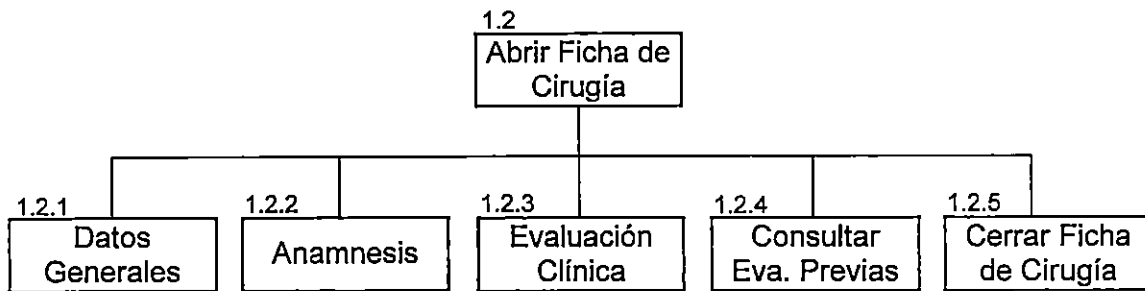 1.2
Abrir Ficha de
Cirugía
1.2.1
Datos
Generales
1.2.2
Anamnesis
1.2.3
Evaluación
Clínica
1.2.4
Consultar
Eva. Previas
1.2.5
Cerrar Ficha
de Cirugía